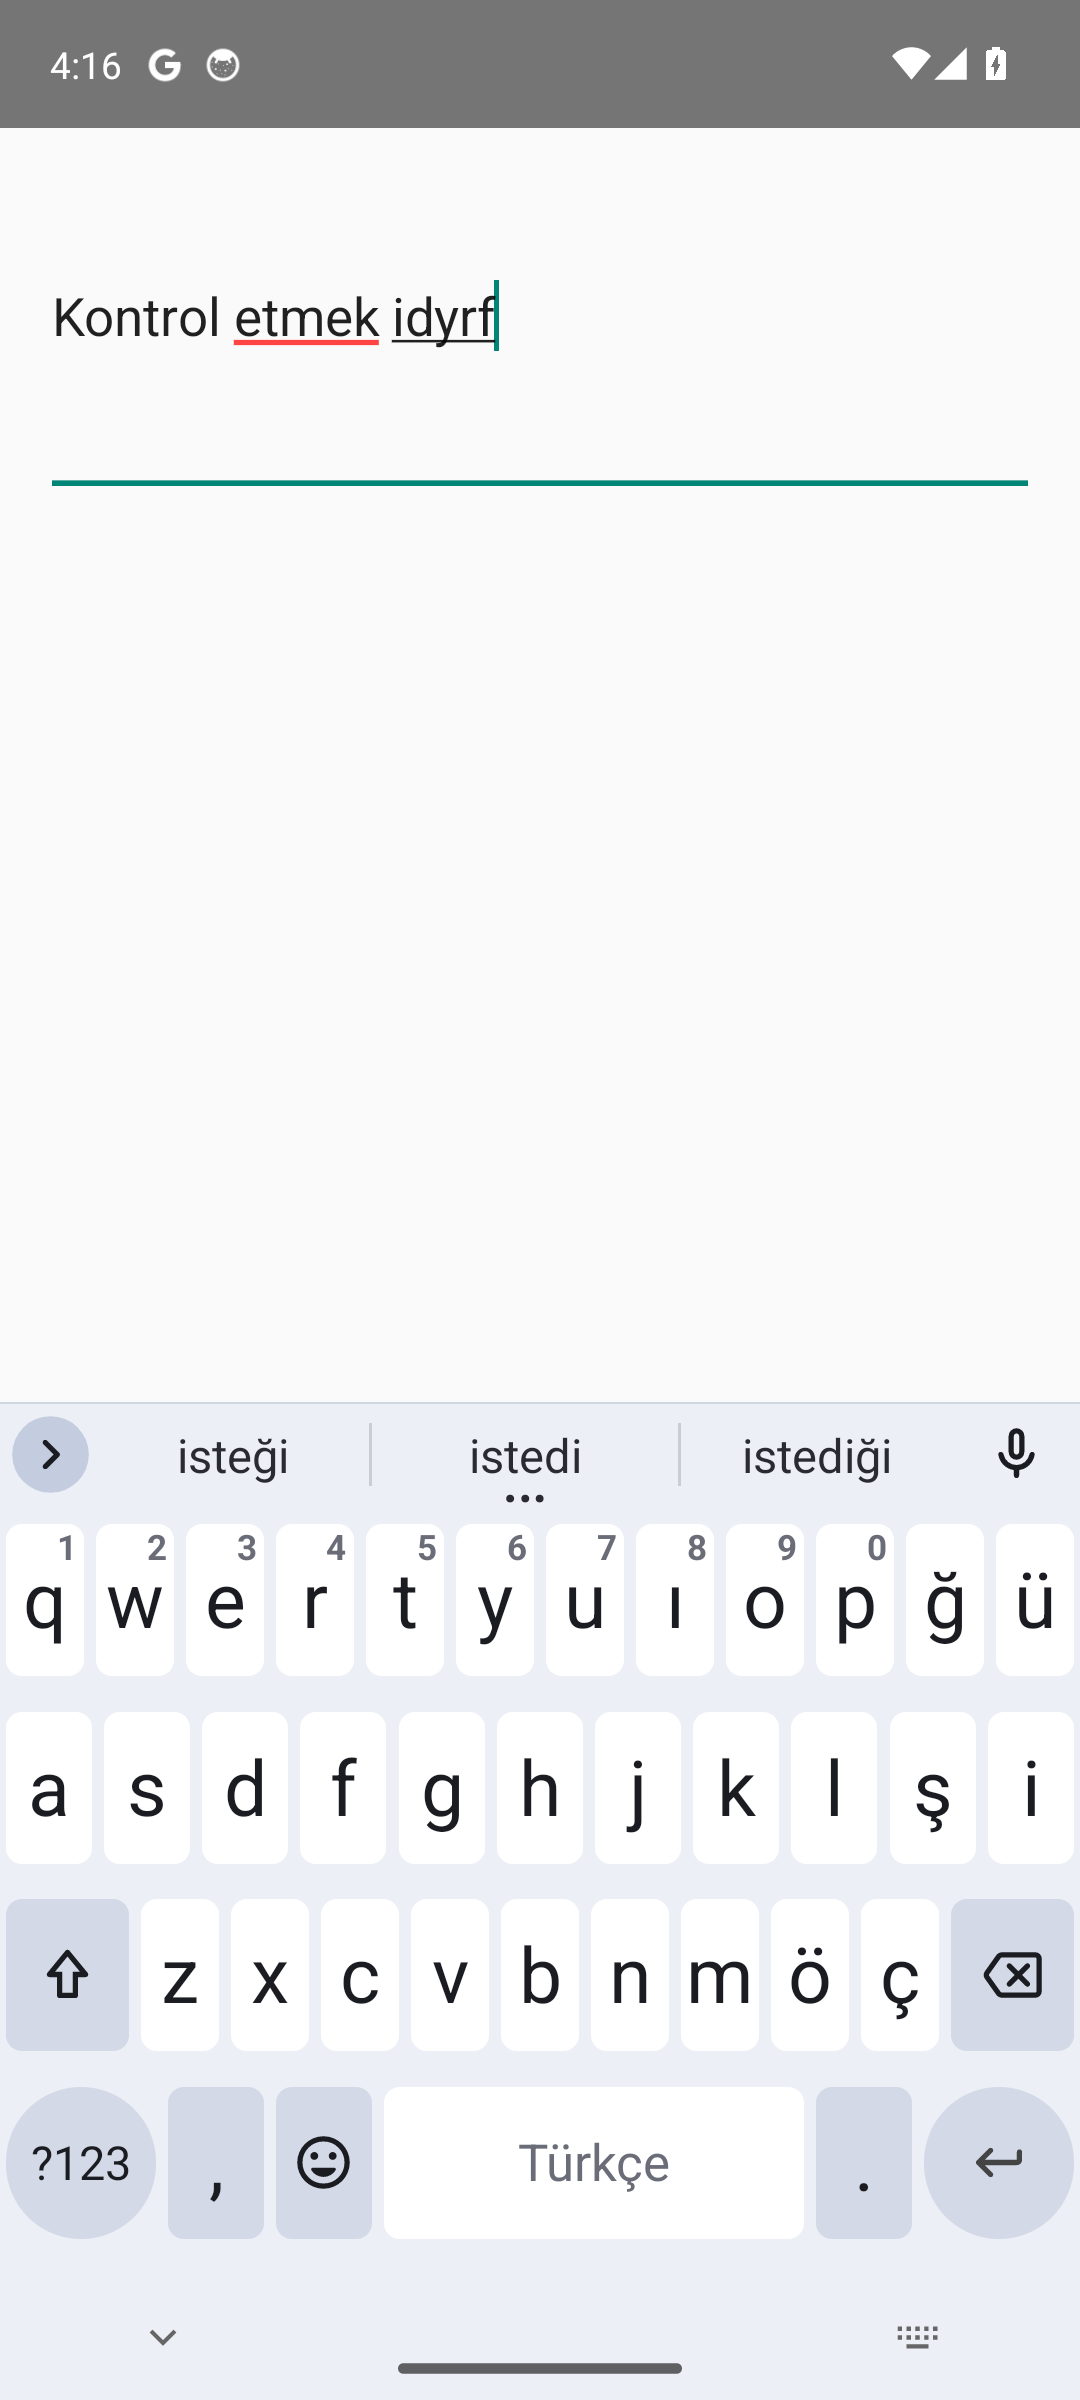 4:16
Kontrol etmek idyrf
isteği istedi istediği
1 2 3 4 5 6 7 8 9 0
q w e r t y u ı o p ğ ü
a s d f g h j k l ş i
z x c v b n m ö ç
?123 , Türkçe .